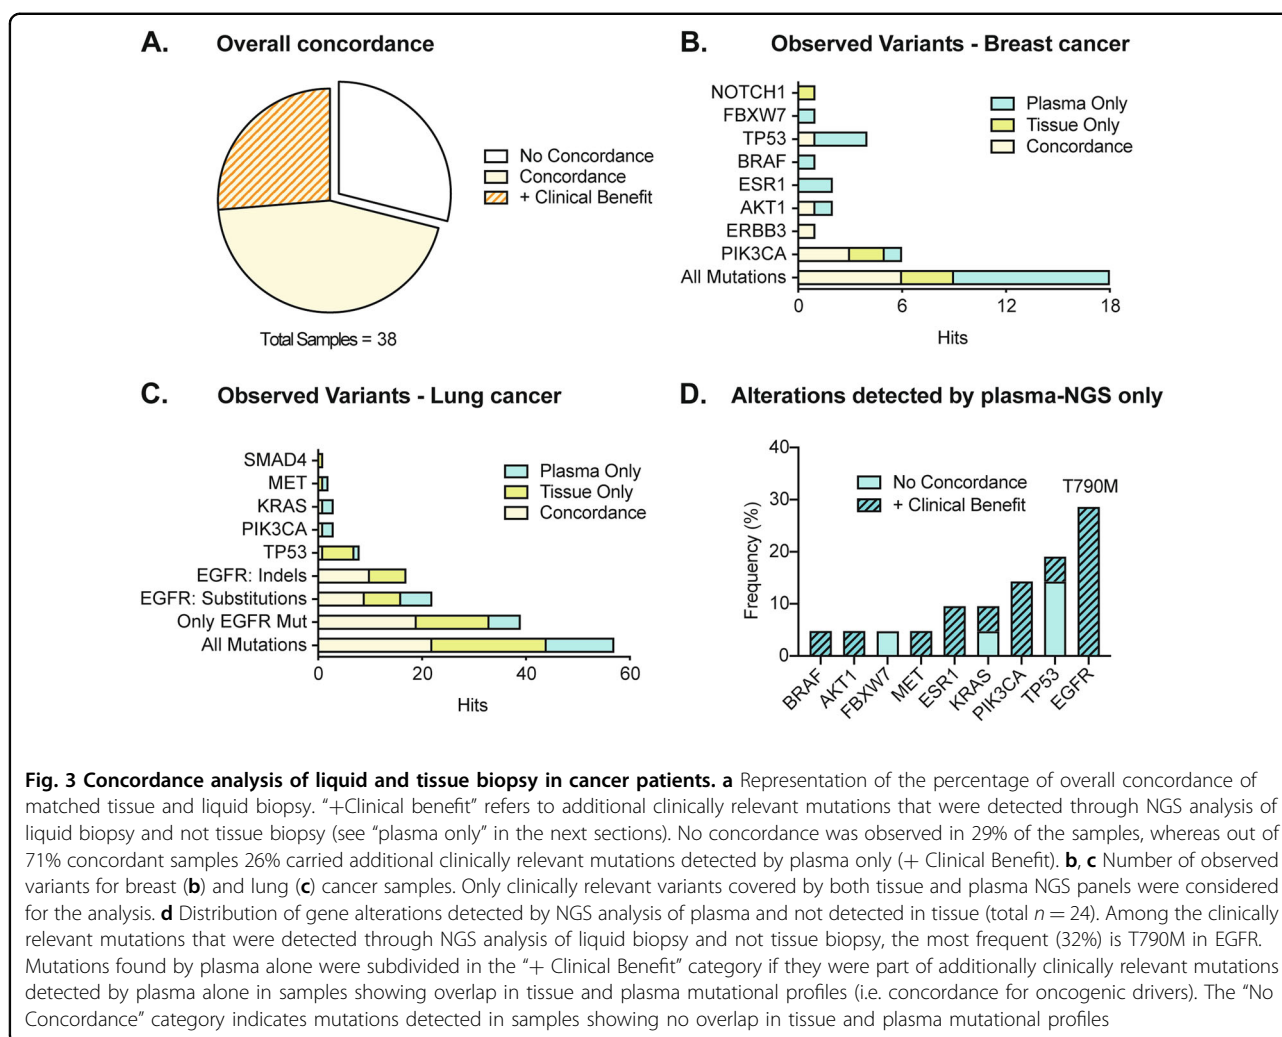 A. Overall concordance
No Concordance
Concordance
+ Clinical Benefit
Total Samples = 38
B. Observed Variants - Breast cancer
NOTCH1
FBXW7
TP53
BRAF
ESR1
AKT1
ERBB3
PIK3CA
All Mutations
0 6 12 18
Hits
Plasma Only
Tissue Only
Concordance
C. Observed Variants - Lung cancer
SMAD4
MET
KRAS
PIK3CA
TP53
EGFR: Indels
EGFR: Substitutions
Only EGFR Mut
All Mutations
0 20 40 60
Hits
Plasma Only
Tissue Only
Concordance
D. Alterations detected by plasma-NGS only
Frequency (%)
40
30
20
10
0
No Concordance
+ Clinical Benefit
T790M
BRAF
AKT1
FBXW7
MET
ESR1
KRAS
PIK3CA
TP53
EGFR
Fig. 3 Concordance analysis of liquid and tissue biopsy in cancer patients. a Representation of the percentage of overall concordance of
matched tissue and liquid biopsy. “+Clinical benefit” refers to additional clinically relevant mutations that were detected through NGS analysis of
liquid biopsy and not tissue biopsy (see “plasma only” in the next sections). No concordance was observed in 29% of the samples, whereas out of
71% concordant samples 26% carried additional clinically relevant mutations detected by plasma only (+ Clinical Benefit). b, c Number of observed
variants for breast (b) and lung (c) cancer samples. Only clinically relevant variants covered by both tissue and plasma NGS panels were considered
for the analysis. d Distribution of gene alterations detected by NGS analysis of plasma and not detected in tissue (total n = 24). Among the clinically
relevant mutations that were detected through NGS analysis of liquid biopsy and not tissue biopsy, the most frequent (32%) is T790M in EGFR.
Mutations found by plasma alone were subdivided in the “+ Clinical Benefit” category if they were part of additionally clinically relevant mutations
detected by plasma alone in samples showing overlap in tissue and plasma mutational profiles (i.e. concordance for oncogenic drivers). The “No
Concordance” category indicates mutations detected in samples showing no overlap in tissue and plasma mutational profiles